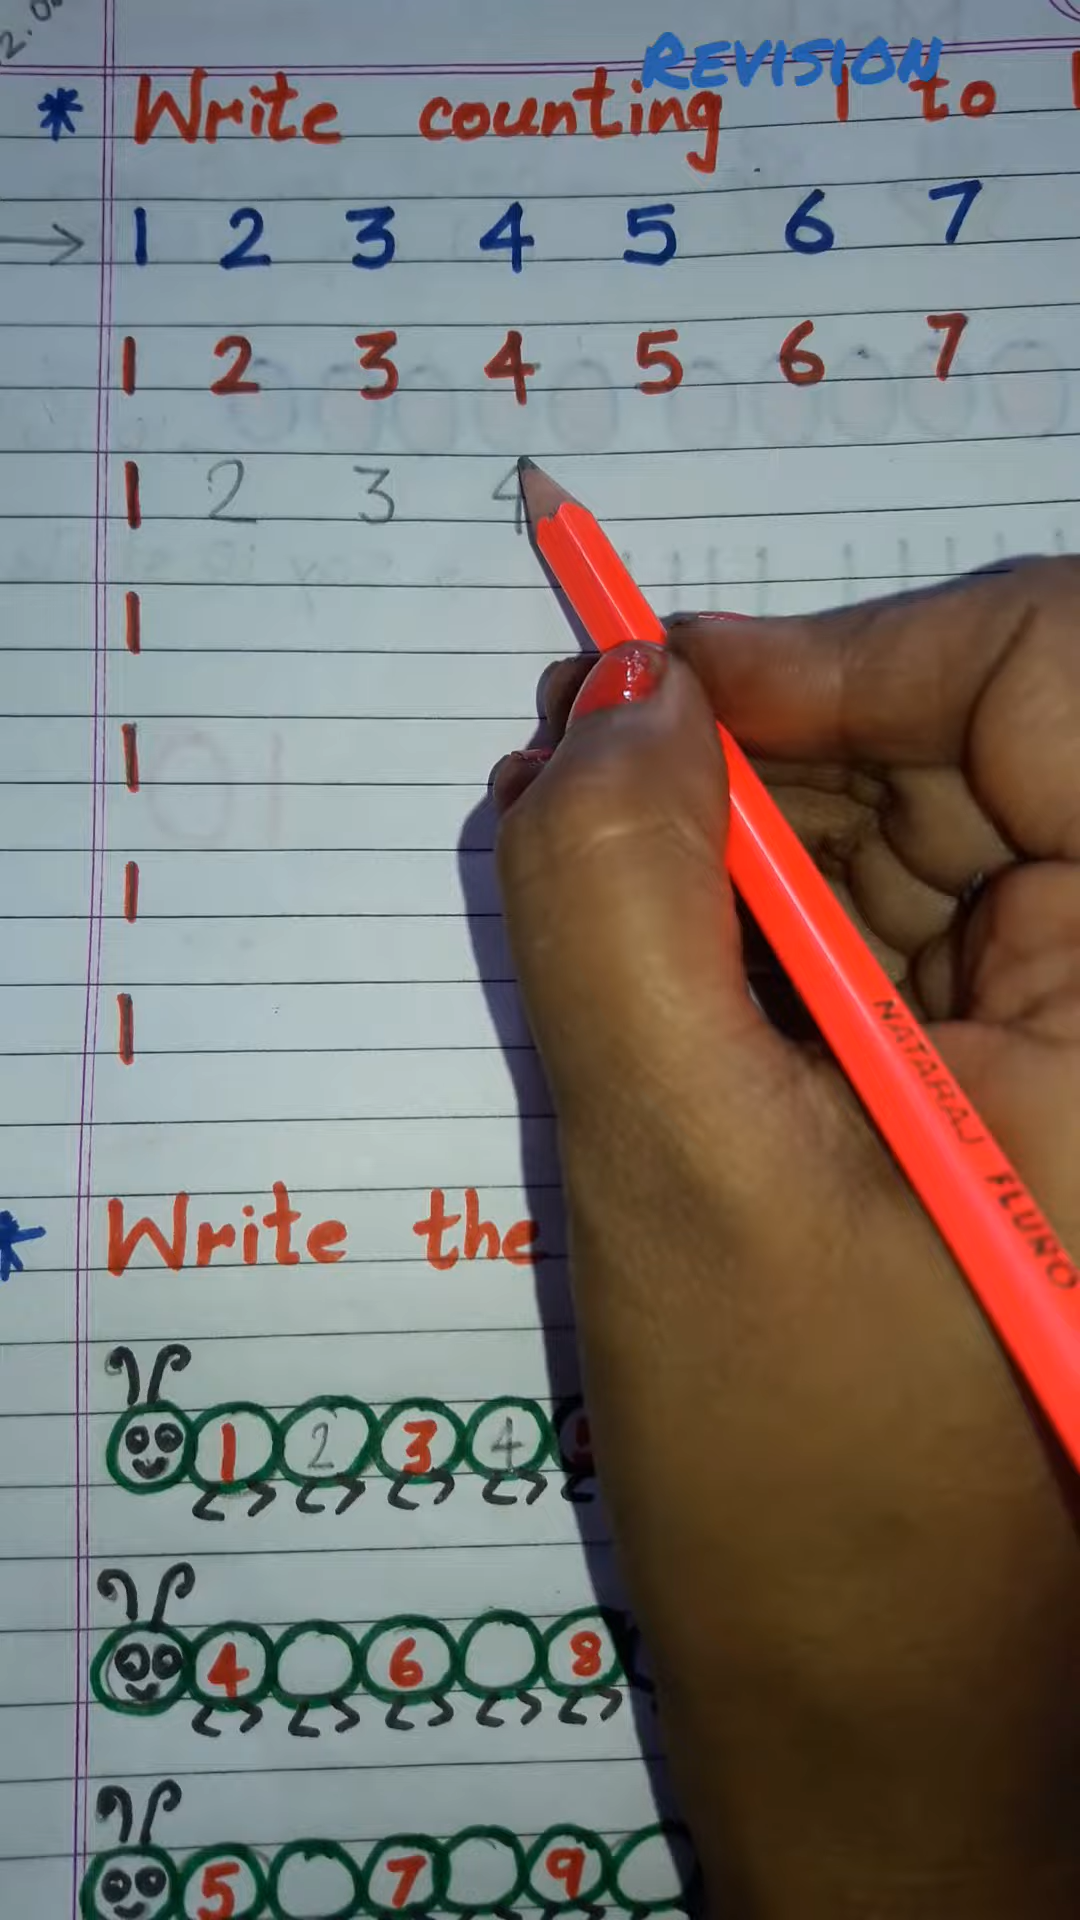 REVISION
* Write counting 1 to
→ 1 2 3 4 5 6 7
1 2 3 4 5 6 7
1 2 3 4
1
1
1
1
* Write the
1 2 3 4
4 6 8
5 7 9
NATARAJ FLURO